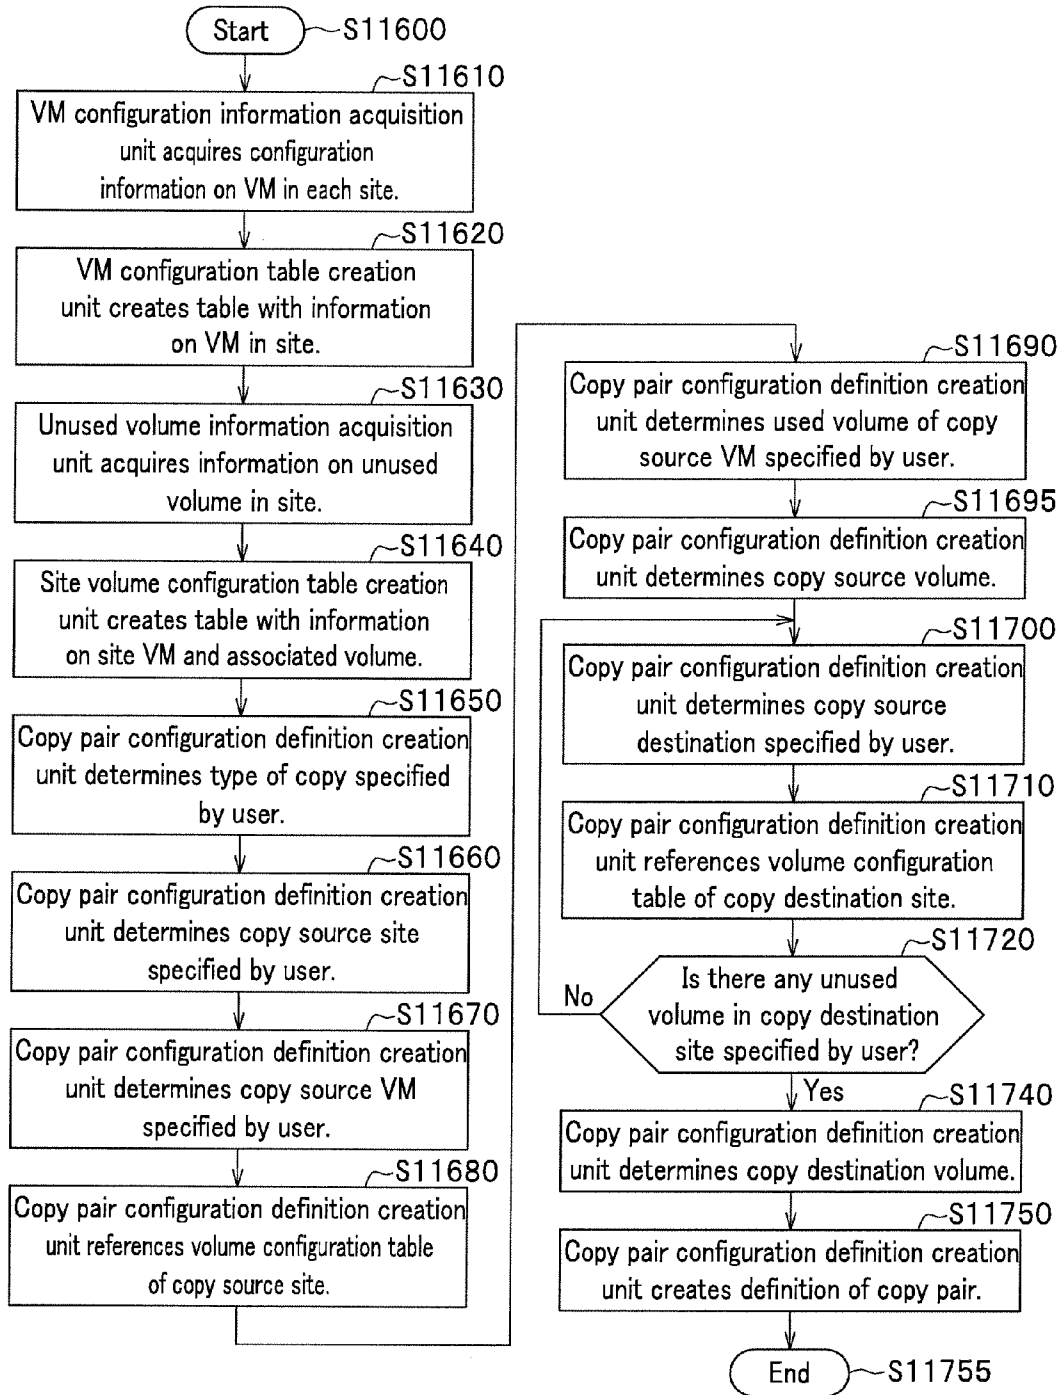 Start
S11600
S11610
VM configuration information acquisition
unit acquires configuration
information on VM in each site.
S11620
VM configuration table creation
unit creates table with information
on VM in site.
S11630
Unused volume information acquisition
unit acquires information on unused
volume in site.
S11640
Site volume configuration table creation
unit creates table with information
on site VM and associated volume.
S11650
Copy pair configuration definition creation
unit determines type of copy specified
by user.
S11660
Copy pair configuration definition creation
unit determines copy source site
specified by user.
S11670
Copy pair configuration definition creation
unit determines copy source VM
specified by user.
S11680
Copy pair configuration definition creation
unit references volume configuration table
of copy source site.
S11690
Copy pair configuration definition creation
unit determines used volume of copy
source VM specified by user.
S11695
Copy pair configuration definition creation
unit determines copy source volume.
S11700
Copy pair configuration definition creation
unit determines copy source
destination specified by user.
S11710
Copy pair configuration definition creation
unit references volume configuration
table of copy destination site.
S11720
Is there any unused
volume in copy destination
site specified by user?
No
Yes
S11740
Copy pair configuration definition creation
unit determines copy destination volume.
S11750
Copy pair configuration definition creation
unit creates definition of copy pair.
End
S11755